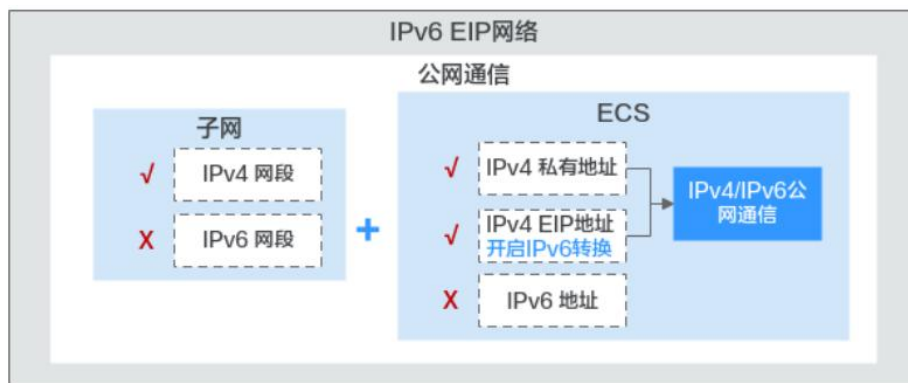 IPv6 EIP网络
公网通信
子网
√
IPv4 网段
X
IPv6 网段
+
ECS
√
IPv4 私有地址
√
IPv4 EIP地址
开启IPv6转换
X
IPv6 地址
IPv4/IPv6公
网通信